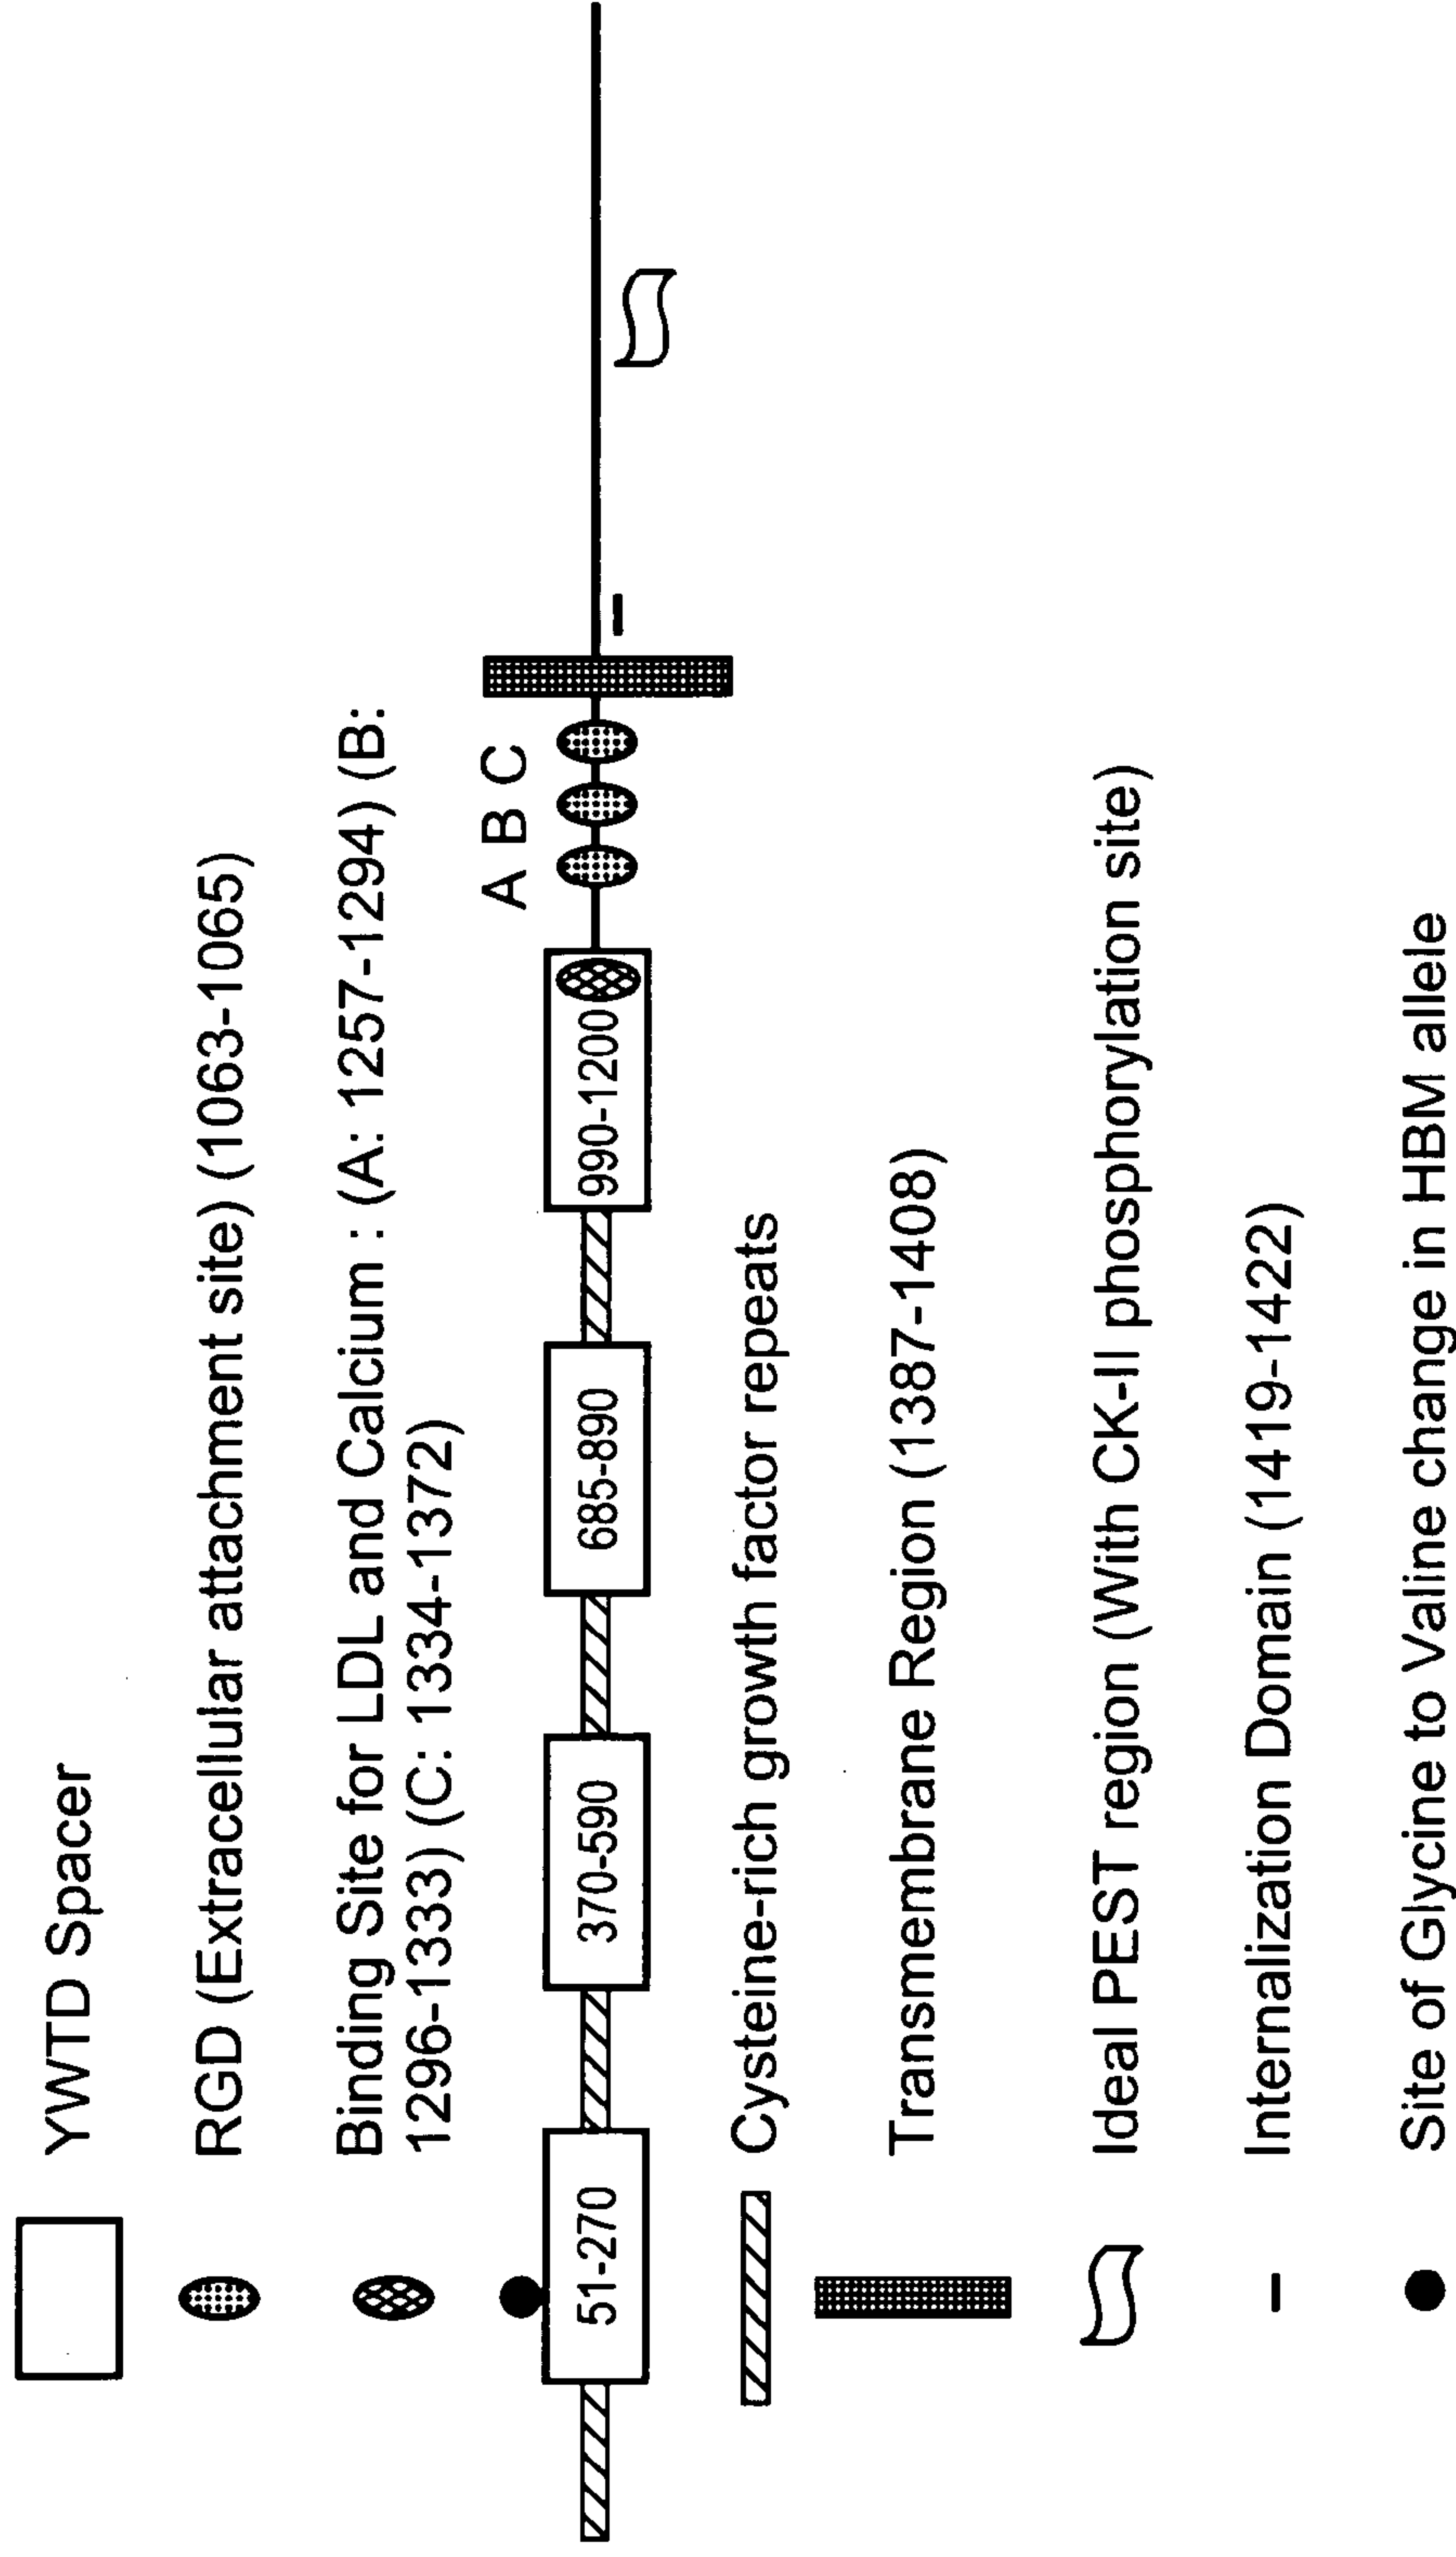 YWTD Spacer
RGD (Extracellular attachment site) (1063-1065)
Binding Site for LDL and Calcium : (A: 1257-1294) (B:
1296-1333) (C: 1334-1372)
A B C
51-270
370-590
685-890
990-1200
Cysteine-rich growth factor repeats
Transmembrane Region (1387-1408)
Ideal PEST region (With CK-II phosphorylation site)
Internalization Domain (1419-1422)
Site of Glycine to Valine change in HBM allele